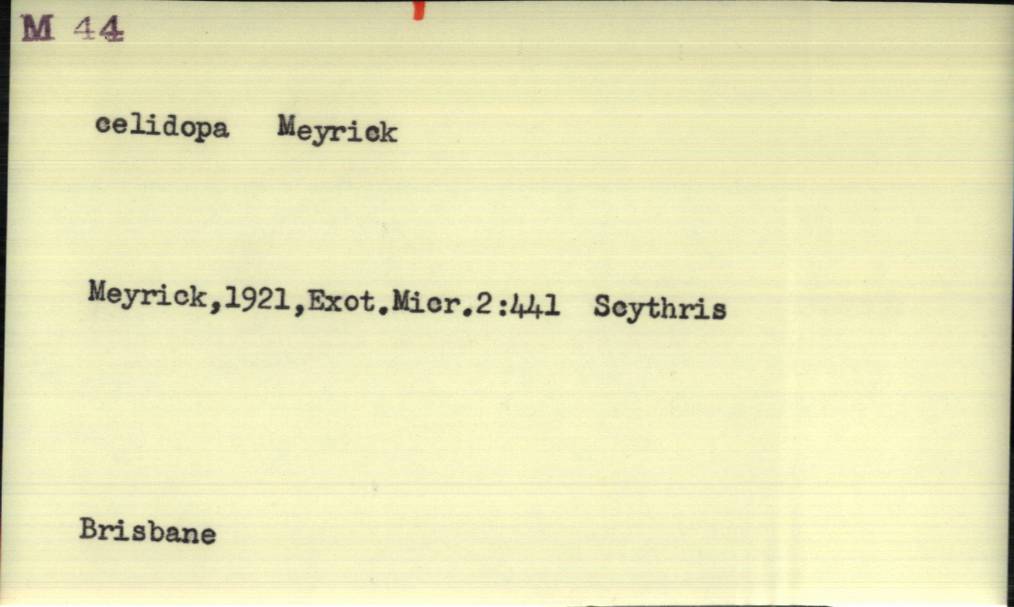 M 44
celidopa Meyrick
Meyrick,1921,Exot.Micr.2:441 Scythris
Brisbane